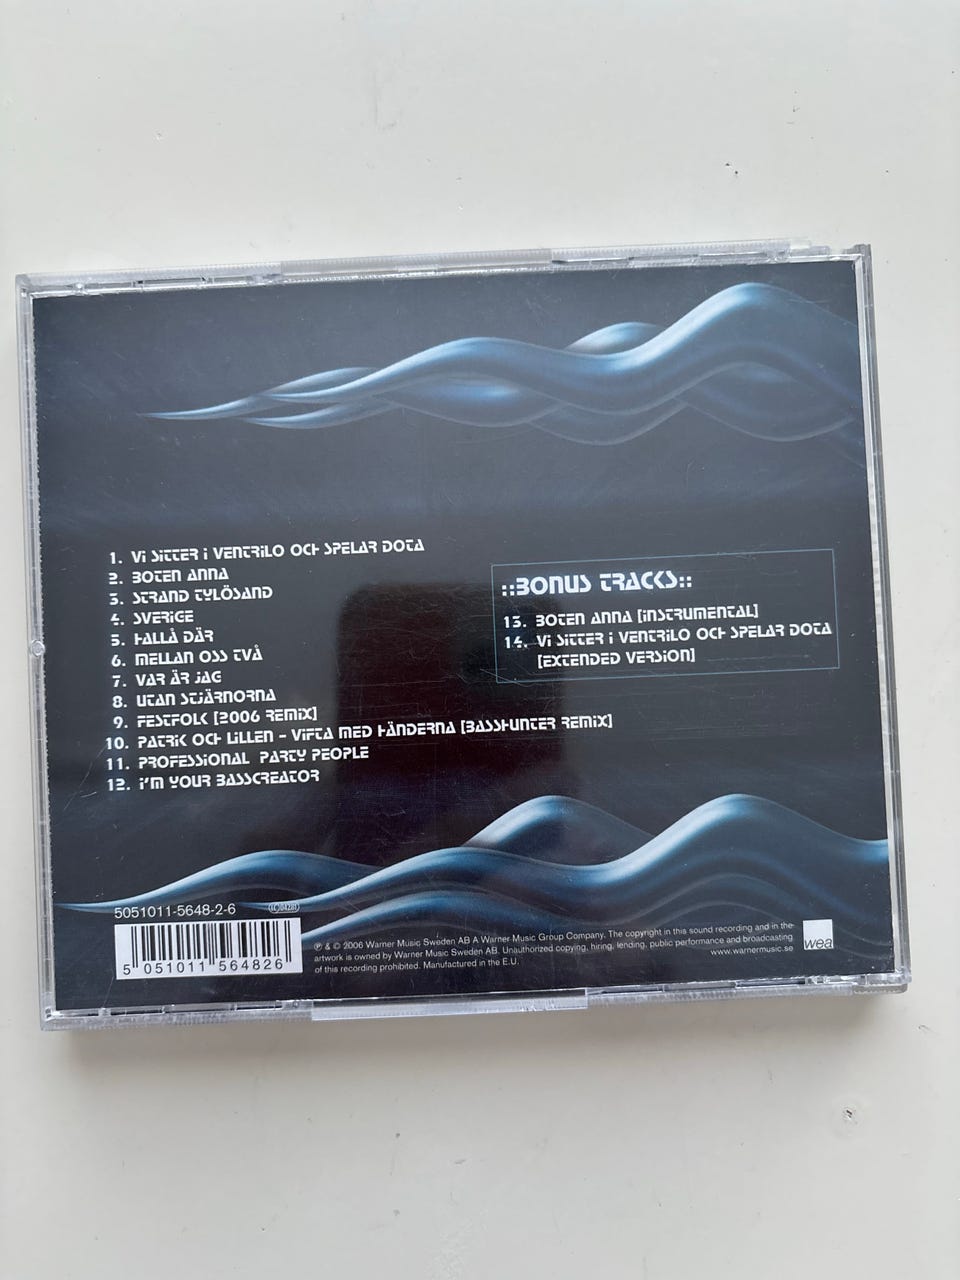 1. Vi sitter i Ventrilo och spelar DotA
2. Boten Anna
3. Strand Tylösand
4. Sverige
5. Hallå där
6. Mellan oss två
7. Var är jag
8. Utan stjärnorna
9. Festfolk [2006 Remix]
10. Patrik och Lillen - Vifta med händerna [Basshunter Remix]
11. Professional Party People
12. I'm your basscreator
::Bonus Tracks::
13. Boten Anna [Instrumental]
14. Vi sitter i Ventrilo och spelar DotA
[Extended Version]
5051011-5648-2-6
5 051011 564826
℗ & © 2006 Warner Music Sweden AB A Warner Music Group Company. The copyright in this sound recording and in the
artwork is owned by Warner Music Sweden AB. Unauthorized copying, hiring, lending, public performance and broadcasting
of this recording prohibited. Manufactured in the E.U.
www.warnermusic.se
wea